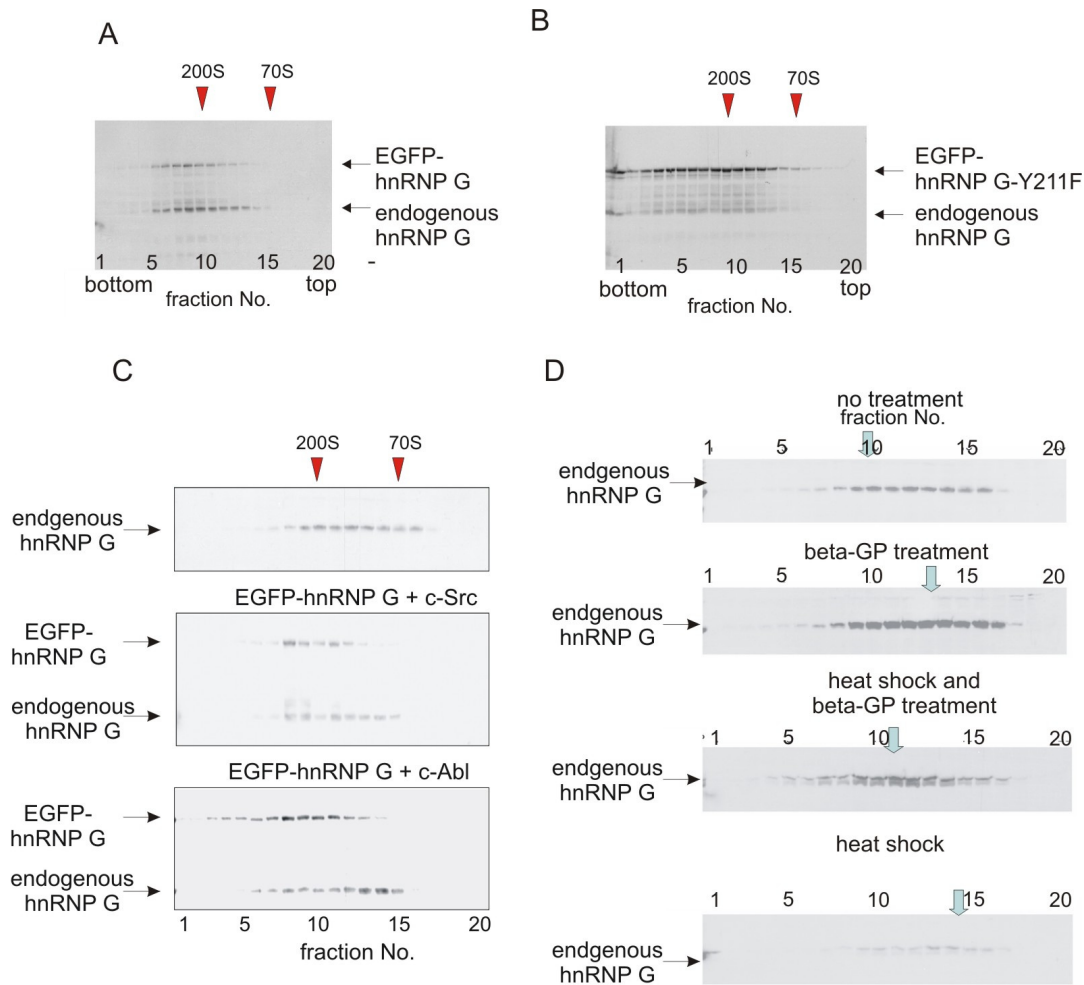 A
200S 70S
EGFP-
hnRNP G
endogenous
hnRNP G
1 5 10 15 20 -
bottom top
fraction No.
B
200S 70S
EGFP-
hnRNP G-Y211F
endogenous
hnRNP G
1 5 10 15 20
bottom top
fraction No.
C
200S 70S
endgenous
hnRNP G
EGFP-hnRNP G + c-Src
EGFP-
hnRNP G
endogenous
hnRNP G
EGFP-hnRNP G + c-Abl
EGFP-
hnRNP G
endogenous
hnRNP G
1 5 10 15 20
fraction No.
D
no treatment
fraction No.
1 5 10 15 20
endgenous
hnRNP G
beta-GP treatment
1 5 10 15 20
endogenous
hnRNP G
heat shock and
beta-GP treatment
1 5 10 15 20
endogenous
hnRNP G
heat shock
1 5 10 15 20
endogenous
hnRNP G